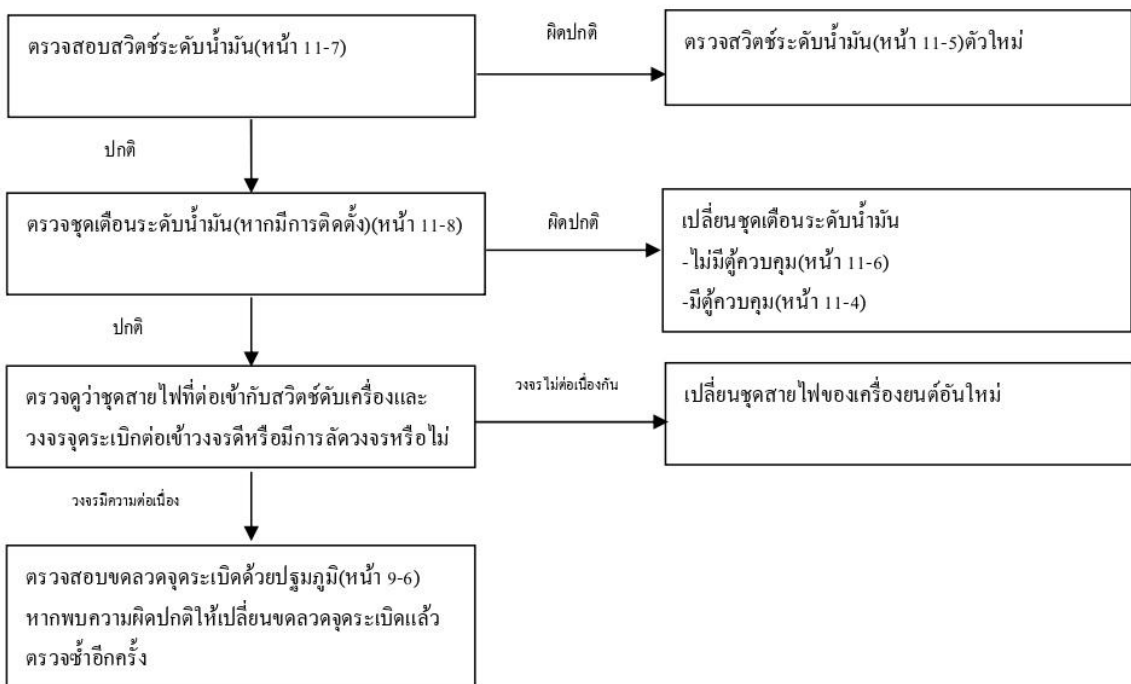 ตรวจสอบสวิตช์ระดับน้ำมัน(หน้า 11-7)
ผิดปกติ
ตรวจสวิตช์ระดับน้ำมัน(หน้า 11-5)ตัวใหม่
ปกติ
ตรวจชุดเตือนระดับน้ำมัน(หากมีการติดตั้ง)(หน้า 11-8)
ผิดปกติ
เปลี่ยนชุดเตือนระดับน้ำมัน
-ไม่มีตู้ควบคุม(หน้า 11-6)
-มีตู้ควบคุม(หน้า 11-4)
ปกติ
ตรวจดูว่าชุดสายไฟที่ต่อเข้ากับสวิตช์ดับเครื่องและ
วงจรจุดระเบิกต่อเข้าวงจรดีหรือมีการลัดวงจรหรือไม่
วงจรไม่ต่อเนื่องกัน
เปลี่ยนชุดสายไฟของเครื่องยนต์อันใหม่
วงจรมีความต่อเนื่อง
ตรวจสอบขดลวดจุดระเบิดด้วยปฐมภูมิ(หน้า 9-6)
หากพบความผิดปกติให้เปลี่ยนขดลวดจุดระเบิดแล้ว
ตรวจซ้ำอีกครั้ง